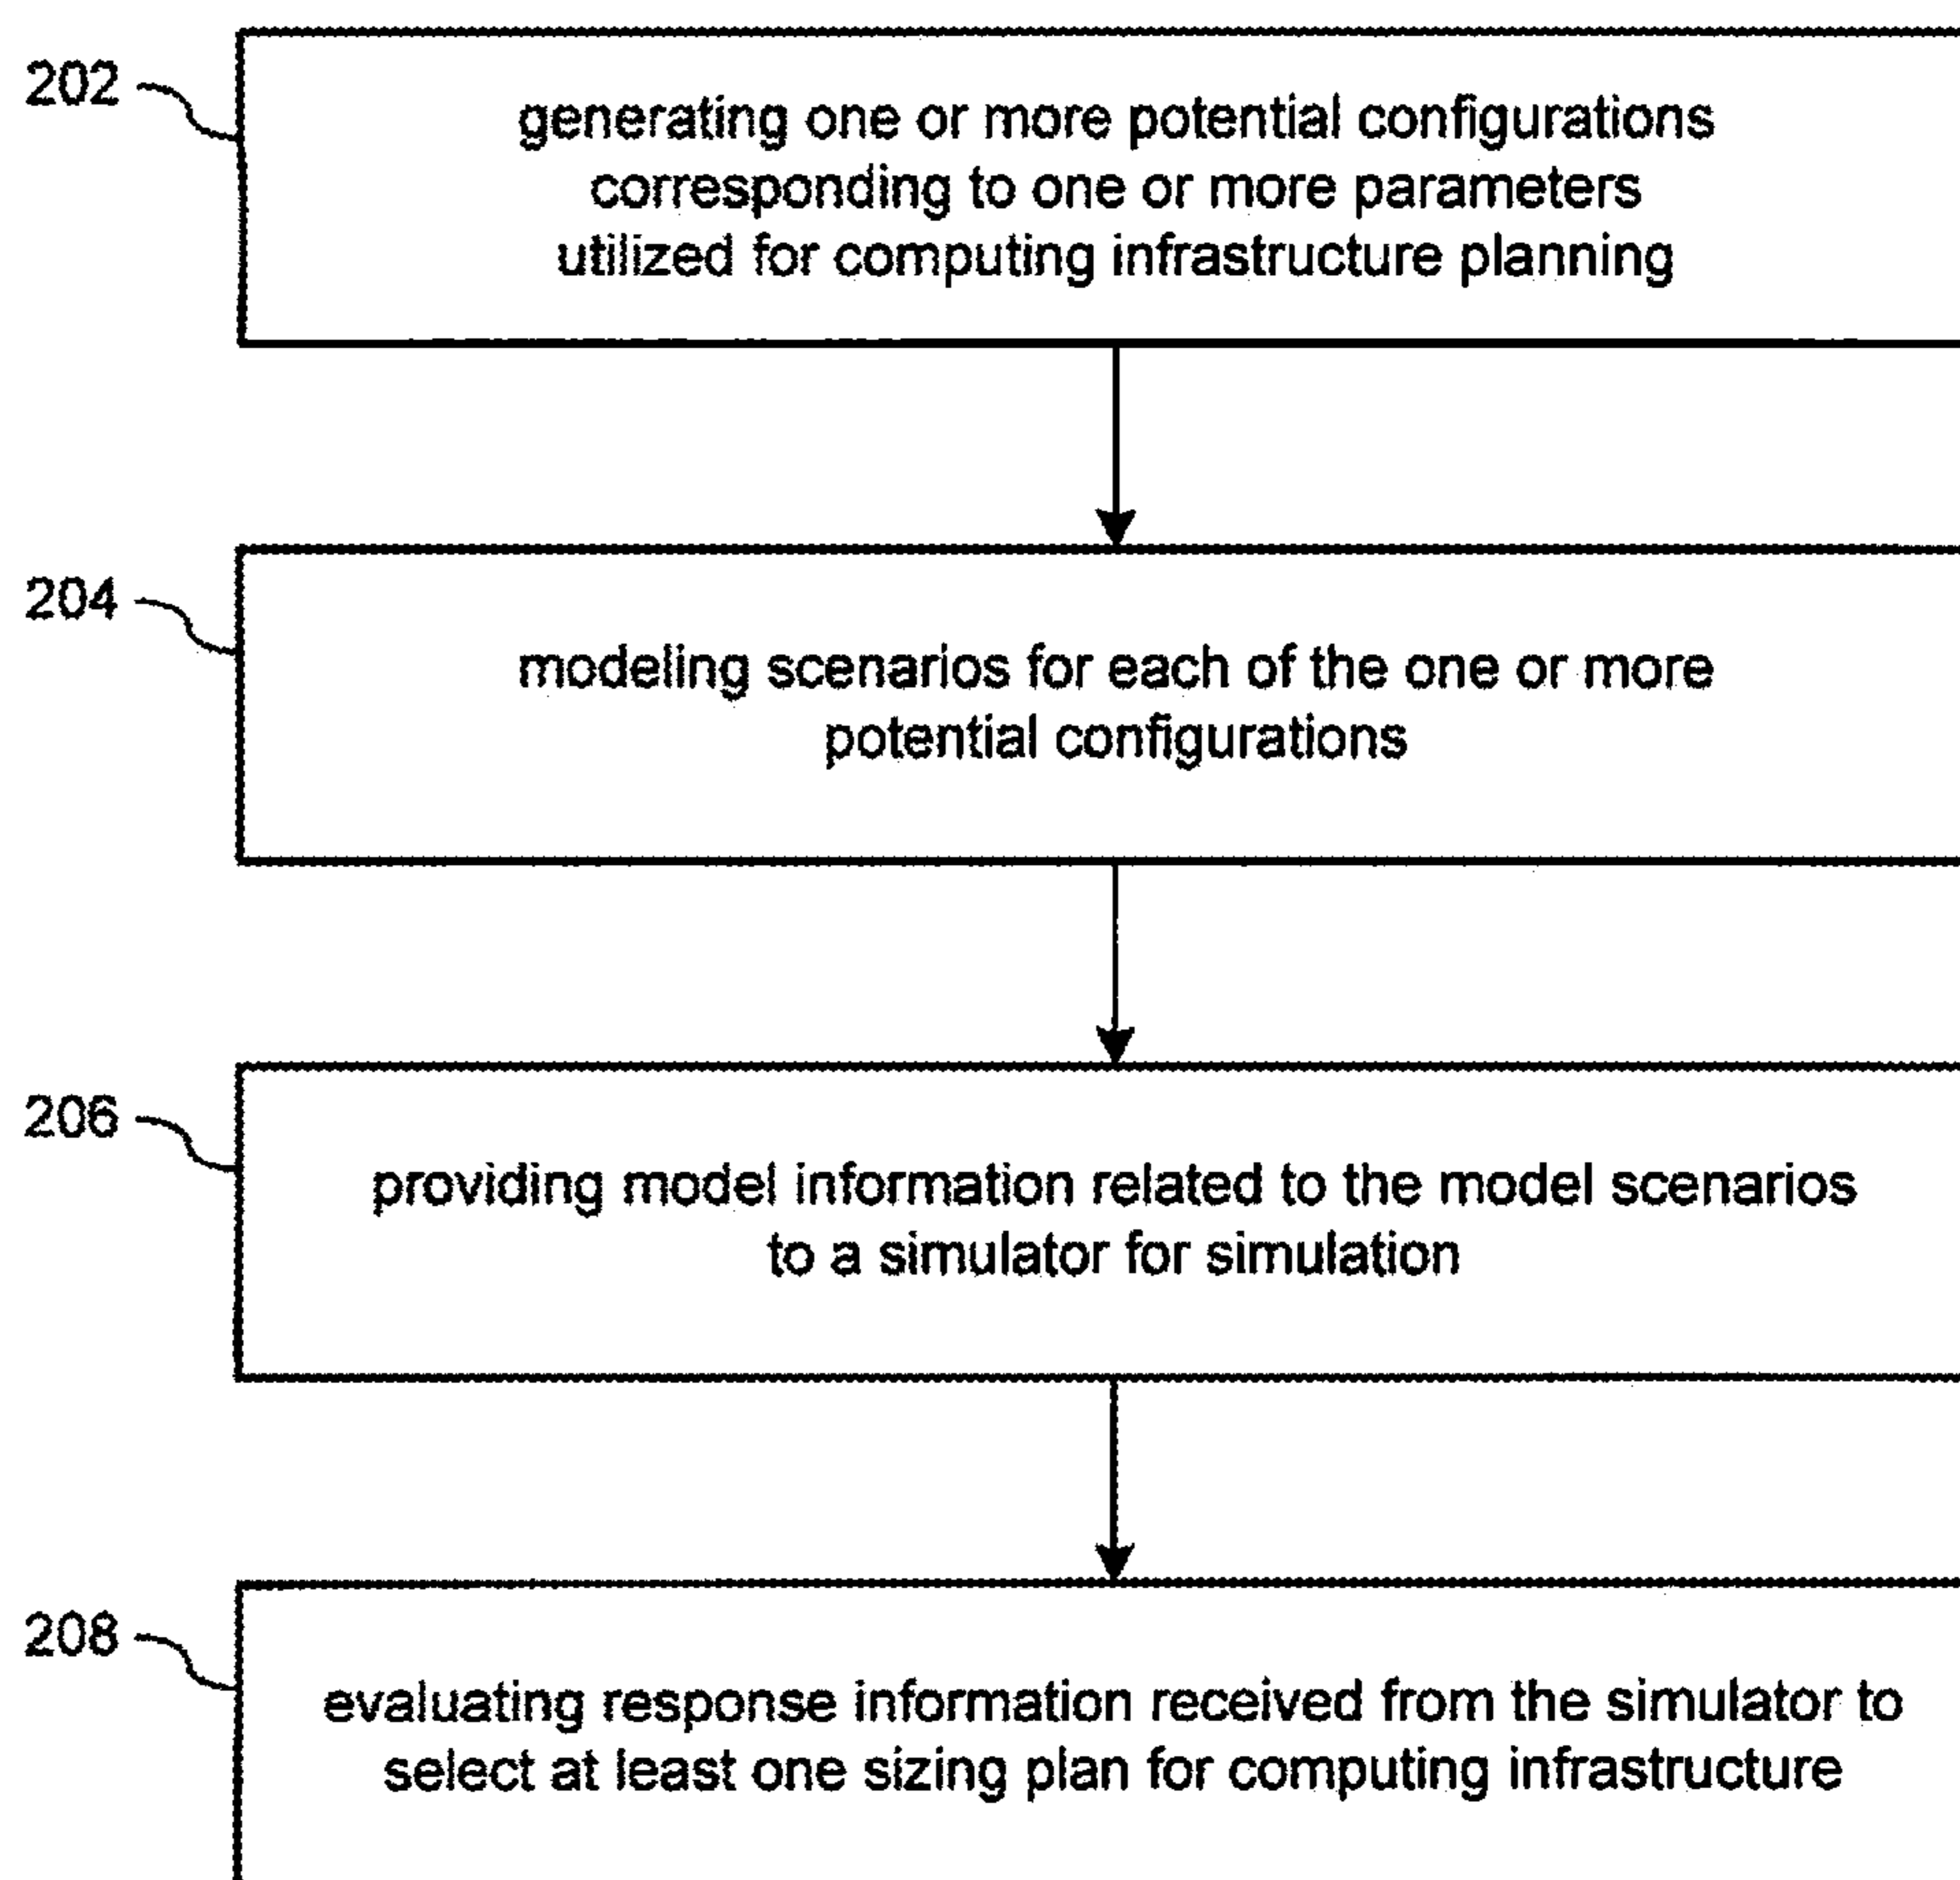 202
generating one or more potential configurations
corresponding to one or more parameters
utilized for computing infrastructure planning
204
modeling scenarios for each of the one or more
potential configurations
206
providing model information related to the model scenarios
to a simulator for simulation
208
evaluating response information received from the simulator to
select at least one sizing plan for computing infrastructure